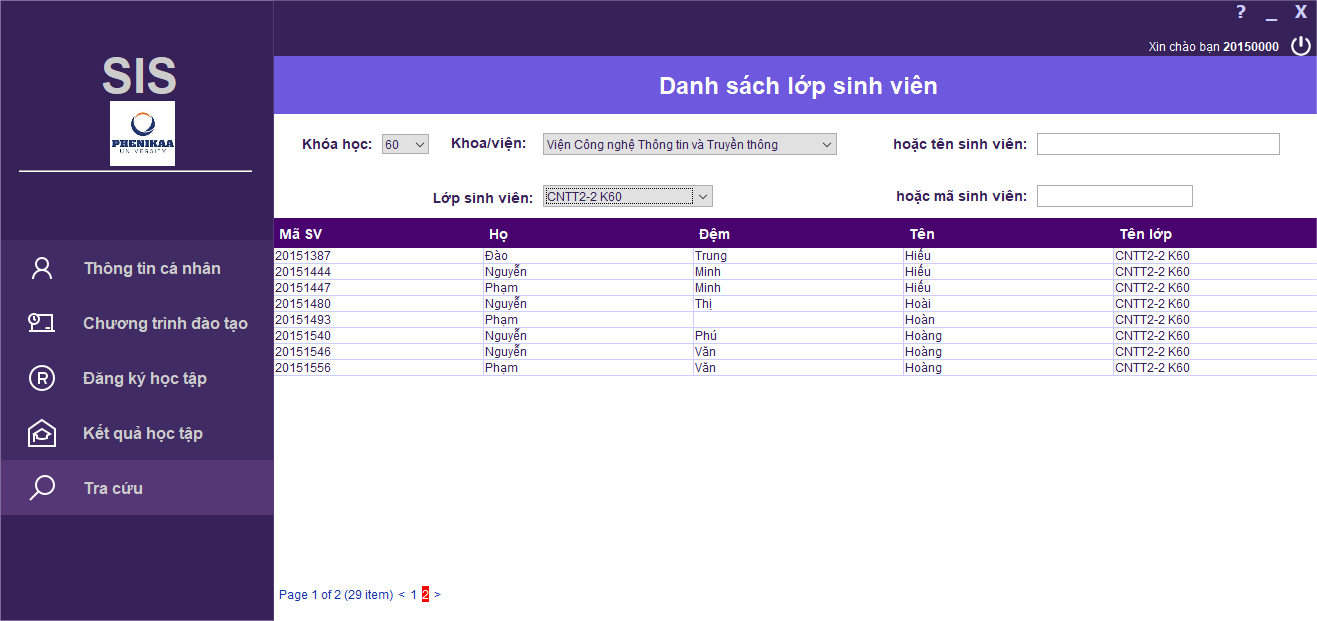 ? _ X
Xin chào bạn 20150000
SIS
PHENIKAA
UNIVERSITY
Danh sách lớp sinh viên
Khóa học: 60 Khoa/viện: Viện Công nghệ Thông tin và Truyền thông hoặc tên sinh viên:
Lớp sinh viên: CNTT2-2 K60 hoặc mã sinh viên:
Thông tin cá nhân
Chương trình đào tạo
R Đăng ký học tập
Kết quả học tập
Tra cứu
Mã SV Họ Đệm Tên Tên lớp
20151387 Đào Trung Hiếu CNTT2-2 K60
20151444 Nguyễn Minh Hiếu CNTT2-2 K60
20151447 Phạm Minh Hiếu CNTT2-2 K60
20151480 Nguyễn Thị Hoài CNTT2-2 K60
20151493 Phạm Hoàn CNTT2-2 K60
20151540 Nguyễn Phú Hoàng CNTT2-2 K60
20151546 Nguyễn Văn Hoàng CNTT2-2 K60
20151556 Phạm Văn Hoàng CNTT2-2 K60
Page 1 of 2 (29 item) < 1 2 >